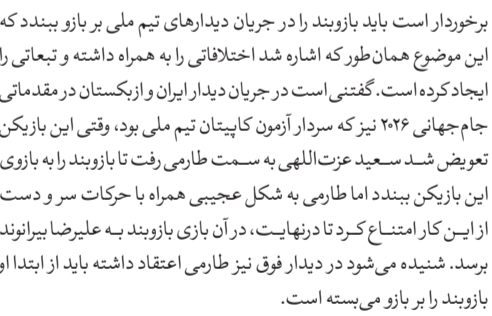 برخوردار است باید بازوبند را در جریان دیدارهای تیم ملی بر بازو ببندد که
این موضوع همان‌طور که اشاره شد اختلافاتی را به همراه داشته و تبعاتی را
ایجاد کرده است. گفتنی است در جریان دیدار ایران و ازبکستان در مقدماتی
جام جهانی ۲۰۲۶ نیز که سردار آزمون کاپیتان تیم ملی بود، وقتی این بازیکن
تعویض شد سعید عزت‌اللهی به سمت طارمی رفت تا بازوبند را به بازوی
این بازیکن ببندد اما طارمی به شکل عجیبی همراه با حرکات سر و دست
از این کار امتناع کرد تا درنهایت، در آن بازی بازوبند به علیرضا بیرانوند
برسد. شنیده می‌شود در دیدار فوق نیز طارمی اعتقاد داشته باید از ابتدا او
بازوبند را بر بازو می‌بسته است.